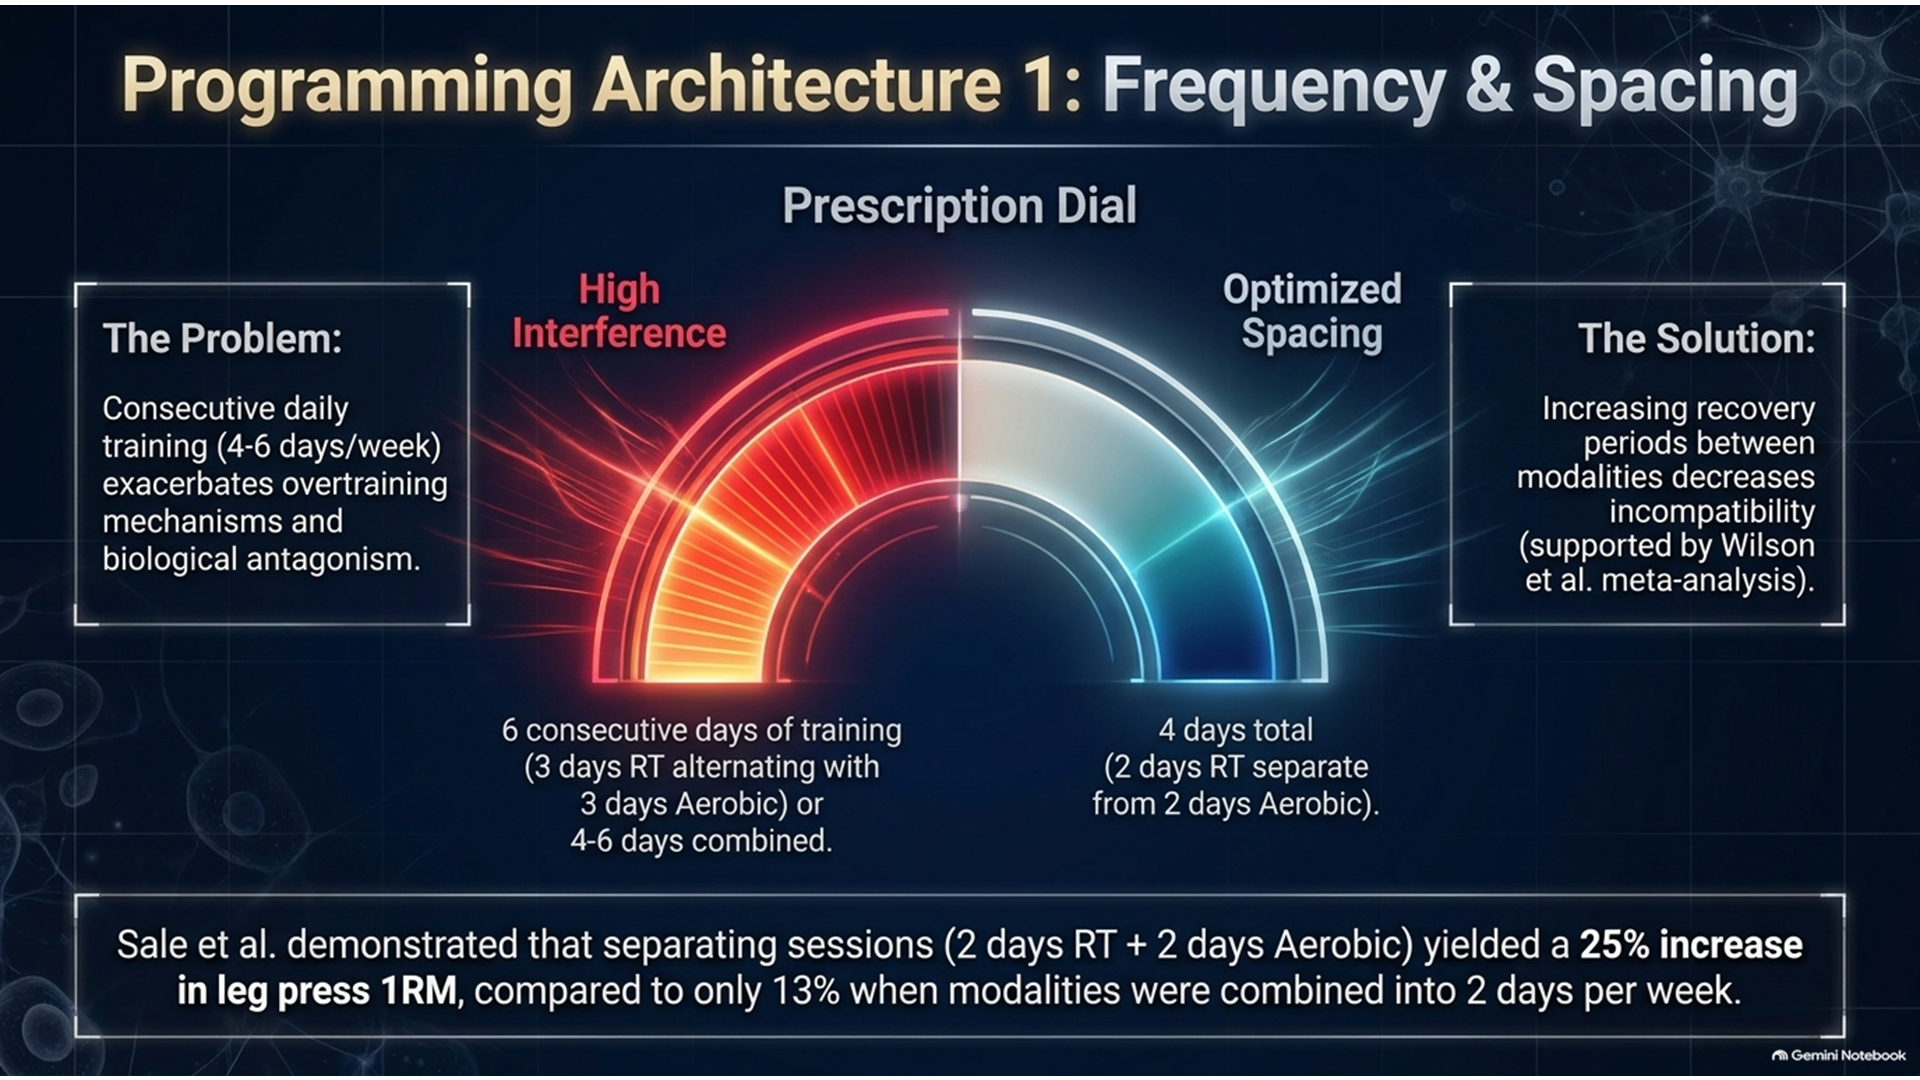 Programming Architecture 1: Frequency & Spacing
Prescription Dial
High
Interference
Optimized
Spacing
The Problem:
Consecutive daily
training (4-6 days/week)
exacerbates overtraining
mechanisms and
biological antagonism.
The Solution:
Increasing recovery
periods between
modalities decreases
incompatibility
(supported by Wilson
et al. meta-analysis).
6 consecutive days of training
(3 days RT alternating with
3 days Aerobic) or
4-6 days combined.
4 days total
(2 days RT separate
from 2 days Aerobic).
Sale et al. demonstrated that separating sessions (2 days RT + 2 days Aerobic) yielded a 25% increase
in leg press 1RM, compared to only 13% when modalities were combined into 2 days per week.
Gemini Notebook